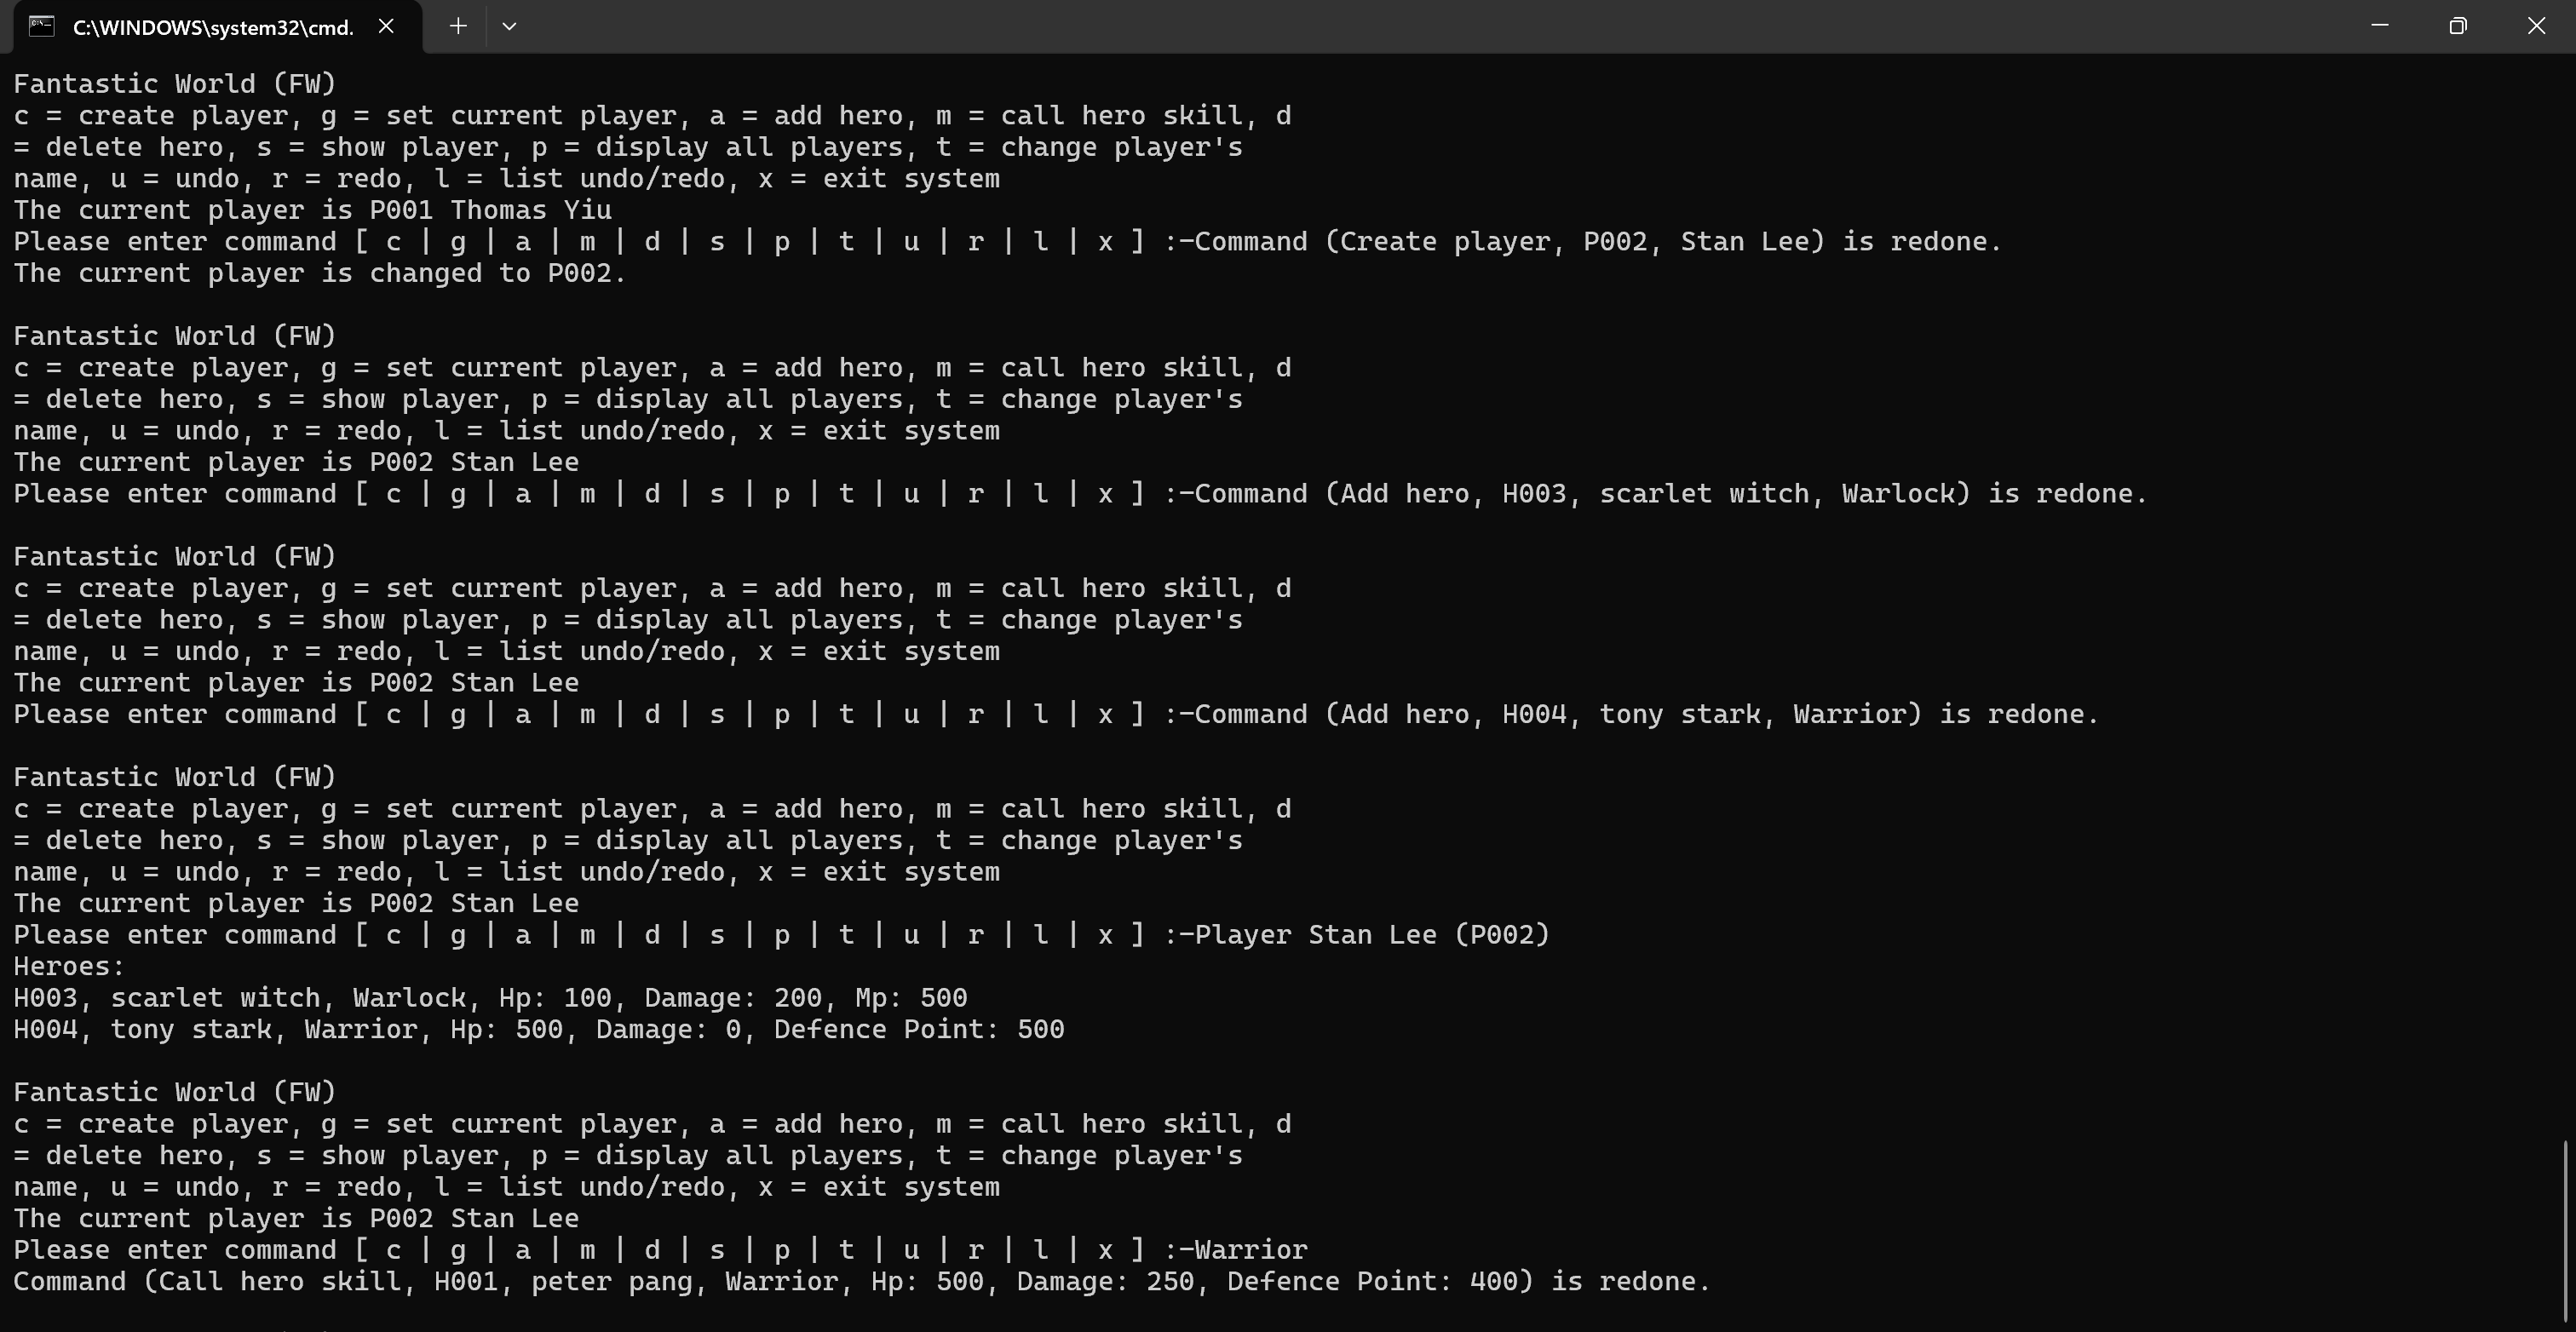 C:\WINDOWS\system32\cmd.
Fantastic World (FW)
c = create player, g = set current player, a = add hero, m = call hero skill, d
= delete hero, s = show player, p = display all players, t = change player's
name, u = undo, r = redo, l = list undo/redo, x = exit system
The current player is P001 Thomas Yiu
Please enter command [ c | g | a | m | d | s | p | t | u | r | l | x ] :-Command (Create player, P002, Stan Lee) is redone.
The current player is changed to P002.
Fantastic World (FW)
c = create player, g = set current player, a = add hero, m = call hero skill, d
= delete hero, s = show player, p = display all players, t = change player's
name, u = undo, r = redo, l = list undo/redo, x = exit system
The current player is P002 Stan Lee
Please enter command [ c | g | a | m | d | s | p | t | u | r | l | x ] :-Command (Add hero, H003, scarlet witch, Warlock) is redone.
Fantastic World (FW)
c = create player, g = set current player, a = add hero, m = call hero skill, d
= delete hero, s = show player, p = display all players, t = change player's
name, u = undo, r = redo, l = list undo/redo, x = exit system
The current player is P002 Stan Lee
Please enter command [ c | g | a | m | d | s | p | t | u | r | l | x ] :-Command (Add hero, H004, tony stark, Warrior) is redone.
Fantastic World (FW)
c = create player, g = set current player, a = add hero, m = call hero skill, d
= delete hero, s = show player, p = display all players, t = change player's
name, u = undo, r = redo, l = list undo/redo, x = exit system
The current player is P002 Stan Lee
Please enter command [ c | g | a | m | d | s | p | t | u | r | l | x ] :-Player Stan Lee (P002)
Heroes:
H003, scarlet witch, Warlock, Hp: 100, Damage: 200, Mp: 500
H004, tony stark, Warrior, Hp: 500, Damage: 0, Defence Point: 500
Fantastic World (FW)
c = create player, g = set current player, a = add hero, m = call hero skill, d
= delete hero, s = show player, p = display all players, t = change player's
name, u = undo, r = redo, l = list undo/redo, x = exit system
The current player is P002 Stan Lee
Please enter command [ c | g | a | m | d | s | p | t | u | r | l | x ] :-Warrior
Command (Call hero skill, H001, peter pang, Warrior, Hp: 500, Damage: 250, Defence Point: 400) is redone.